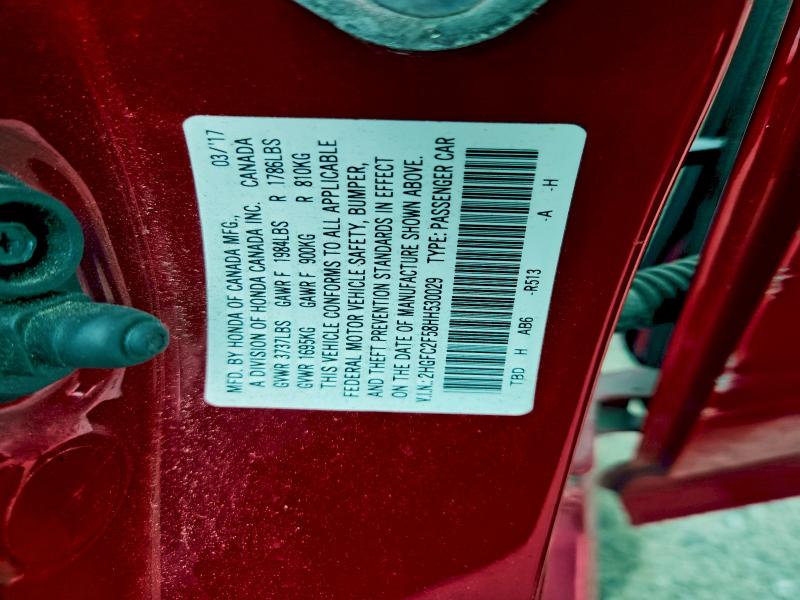 MFD. BY HONDA OF CANADA MFG., 03/'17
A DIVISION OF HONDA CANADA INC. CANADA
GVWR 3737LBS GAWR F 1984LBS R 1786LBS
GVWR 1695KG GAWR F 900KG R 810KG
THIS VEHICLE CONFORMS TO ALL APPLICABLE
FEDERAL MOTOR VEHICLE SAFETY, BUMPER,
AND THEFT PREVENTION STANDARDS IN EFFECT
ON THE DATE OF MANUFACTURE SHOWN ABOVE.
V.I.N.: 2HGFC2F58HH530029 TYPE: PASSENGER CAR
TBD H AB6 -R513 -A -H